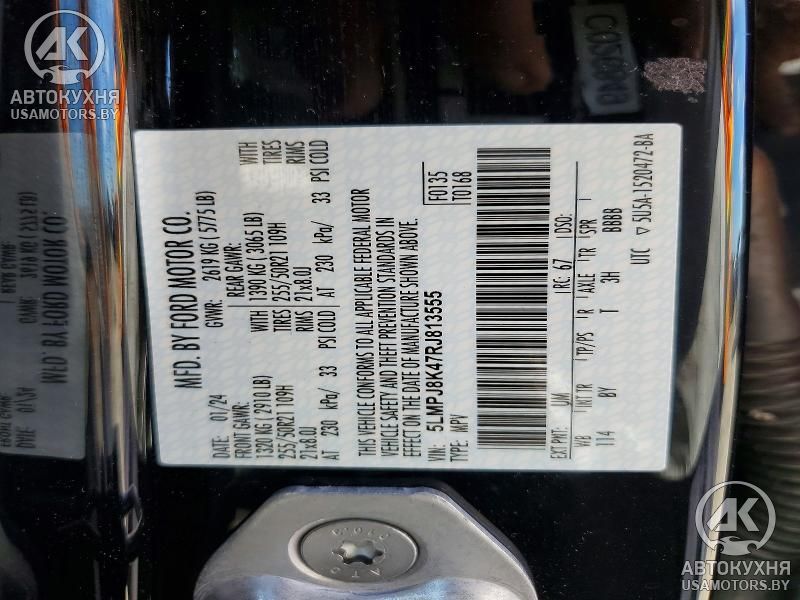 АВТОКУХНЯ
USAMOTORS.BY
MFD. BY FORD MOTOR CO.
DATE: 01/24 GVWR: 2619 KG (5775 LB)
FRONT GAWR: REAR GAWR:
1320 KG (2910 LB) 1390 KG (3065 LB) WITH
255/50R21 109H TIRES 255/50R21 109H TIRES
21x8.0J RIMS 21x8.0J RIMS
AT 230 kPa/ 33 PSI COLD AT 230 kPa/ 33 PSI COLD
THIS VEHICLE CONFORMS TO ALL APPLICABLE FEDERAL MOTOR
VEHICLE SAFETY AND THEFT PREVENTION STANDARDS IN
EFFECT ON THE DATE OF MANUFACTURE SHOWN ABOVE.
VIN: 5LMPJ8K47RJ813555 F0135
TYPE: MPV T0168
EXT PNT: UM RC: 67 DSO:
WB INT TR TP/PS R AXLE TR SPR
114 BY T 3H BBBB
UTC ▽ 5U5A-1520472-BA
АВТОКУХНЯ
USAMOTORS.BY